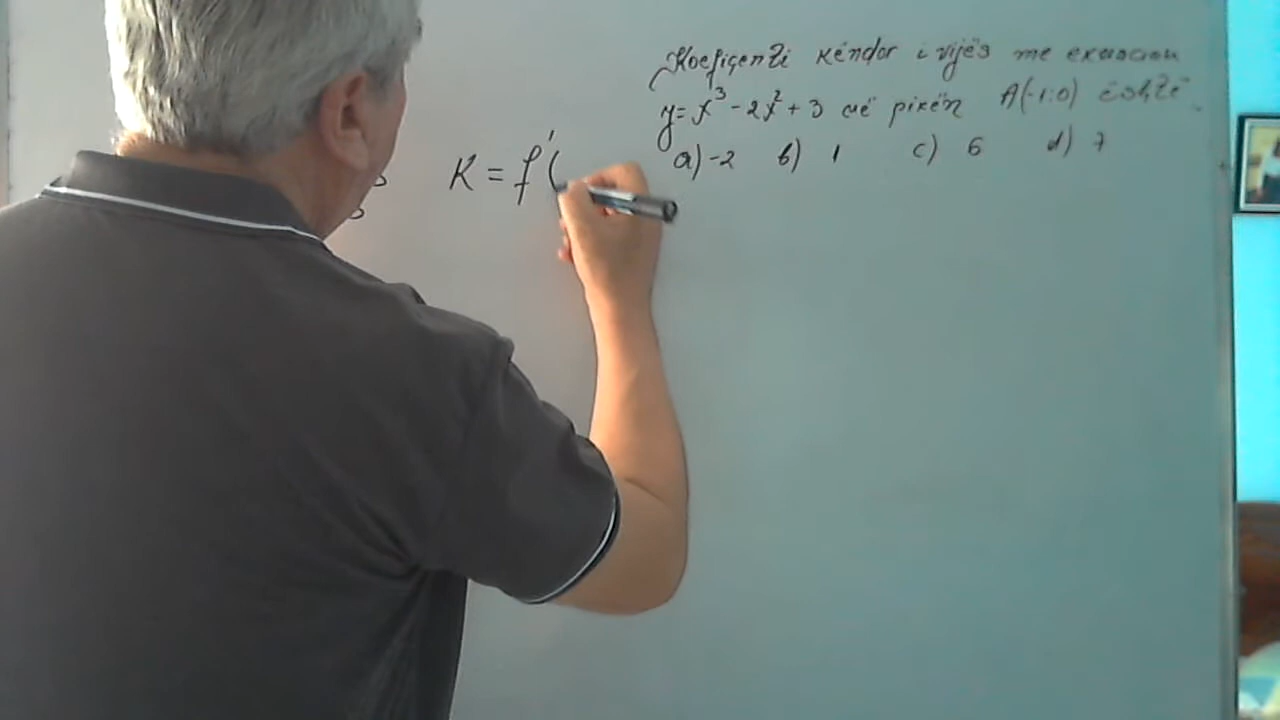 Koefiçenti këndor i vijës me ekuacion
y=x³-2x²+3 në pikën A(-1:0) është
a)-2 b) 1 c) 6 d) 7
K = f'(